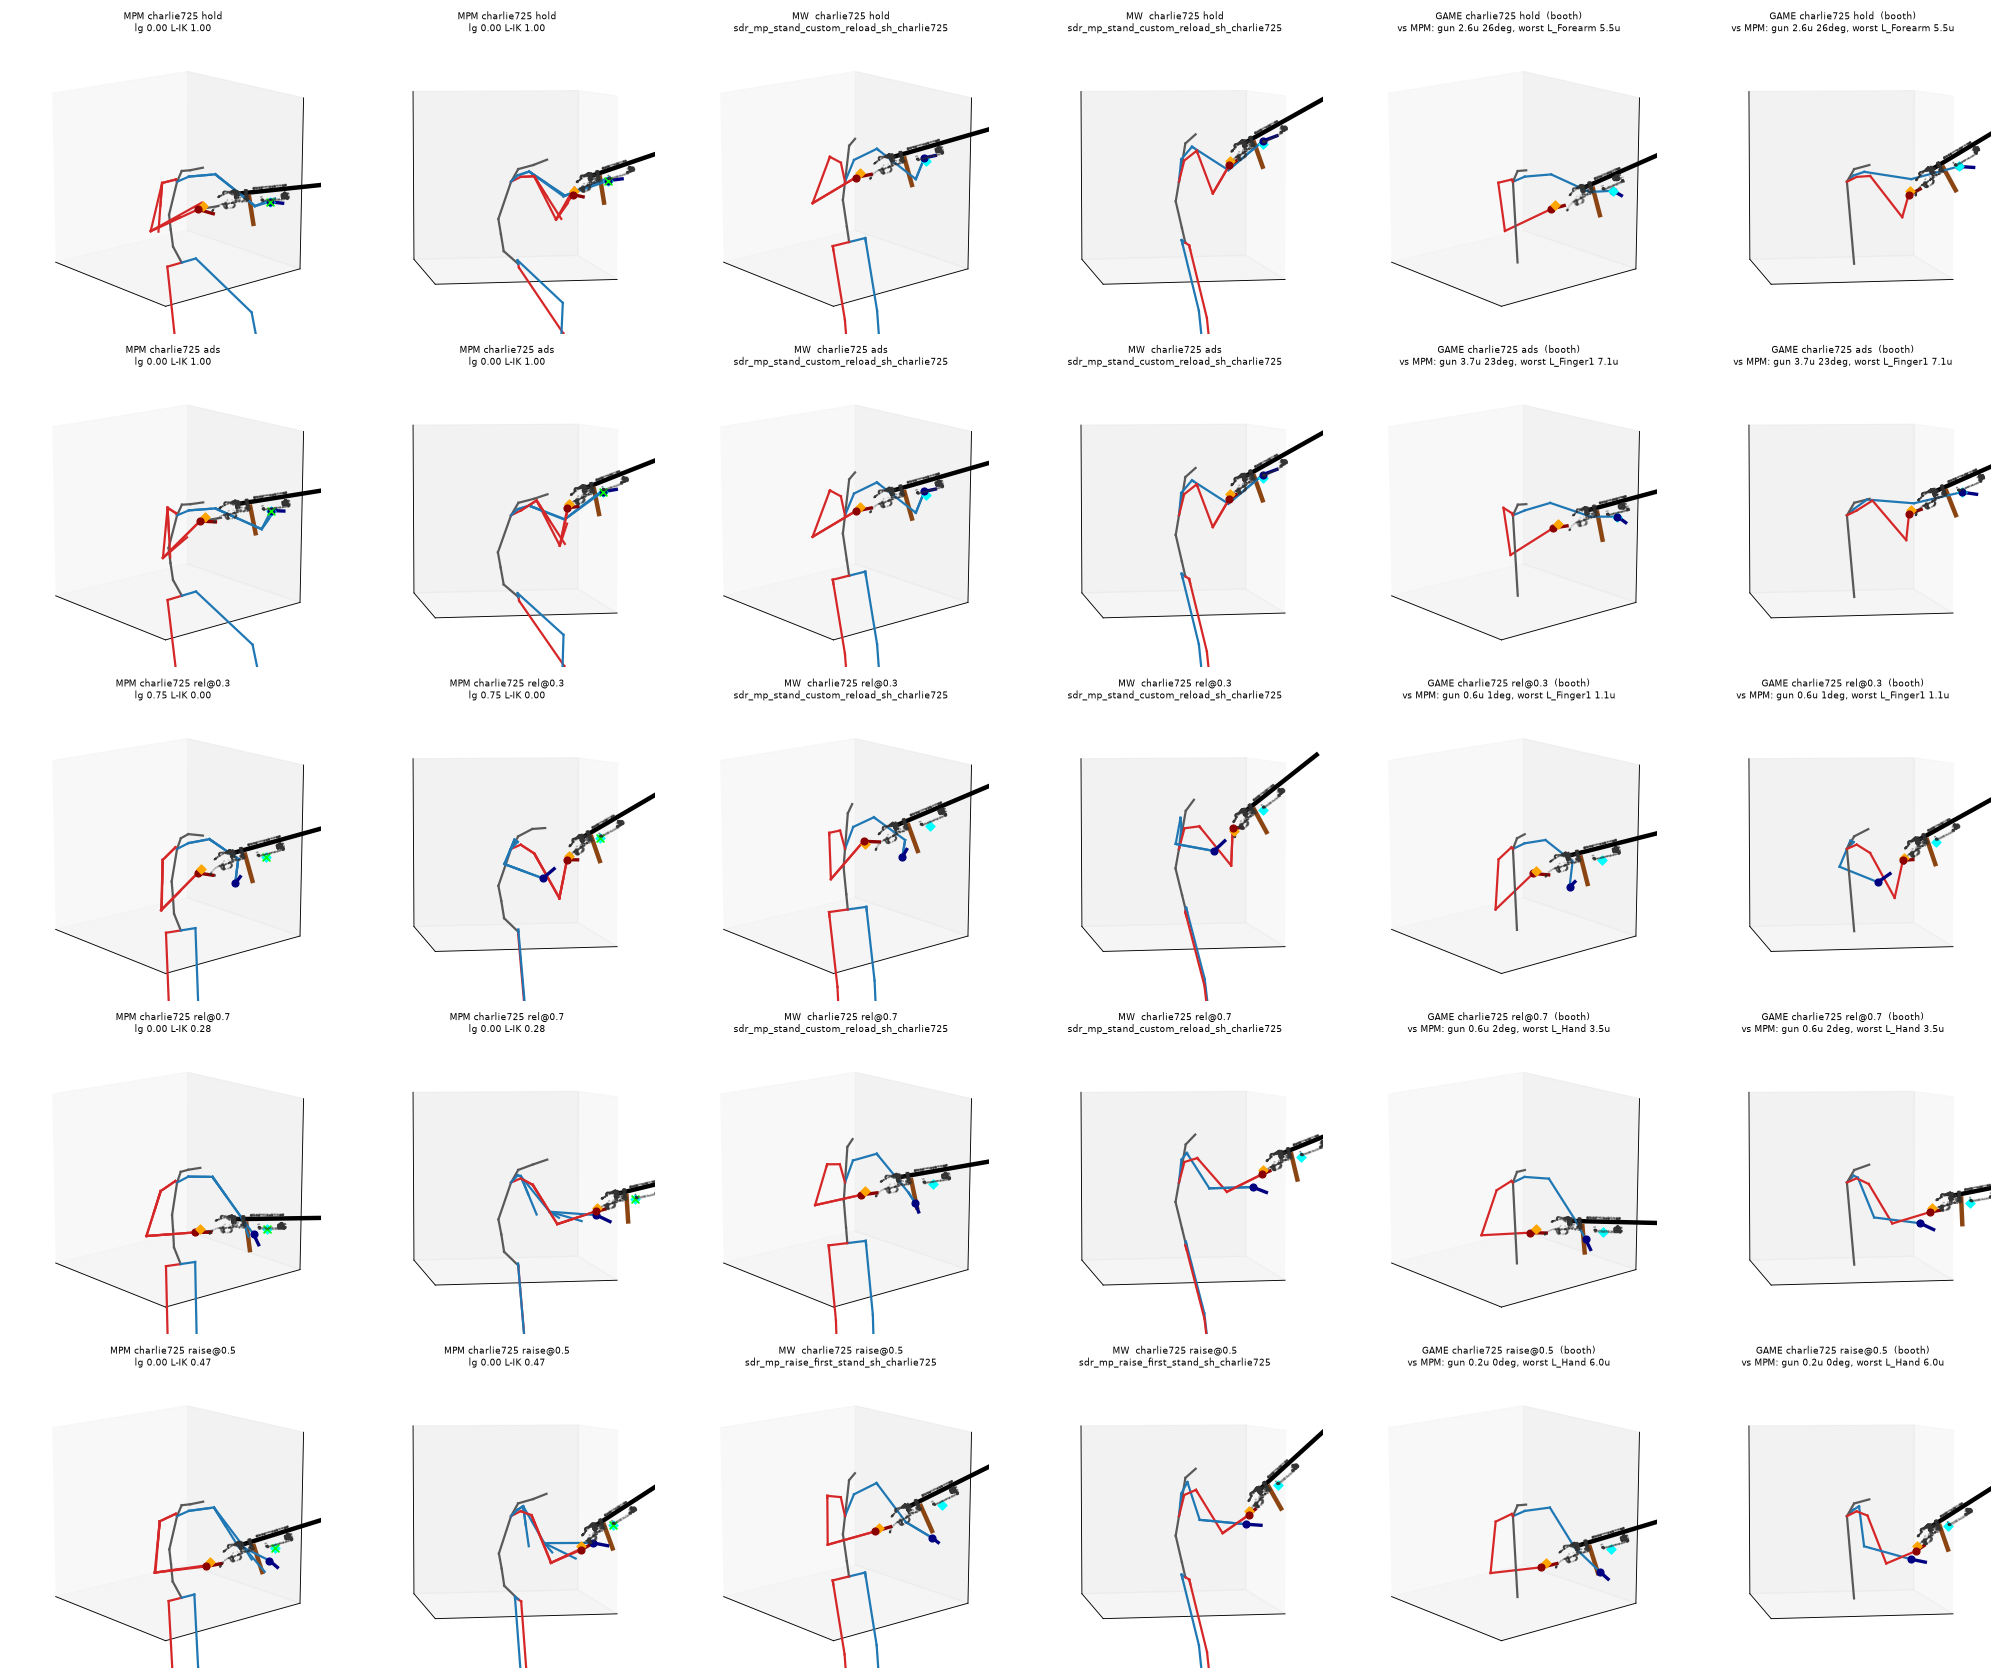 MPM charlie725 hold
lg 0.00 L-IK 1.00
MPM charlie725 hold
lg 0.00 L-IK 1.00
MW  charlie725 hold
sdr_mp_stand_custom_reload_sh_charlie725
MW  charlie725 hold
sdr_mp_stand_custom_reload_sh_charlie725
GAME charlie725 hold  (booth)
vs MPM: gun 2.6u 26deg, worst L_Forearm 5.5u
GAME charlie725 hold  (booth)
vs MPM: gun 2.6u 26deg, worst L_Forearm 5.5u
MPM charlie725 ads
lg 0.00 L-IK 1.00
MPM charlie725 ads
lg 0.00 L-IK 1.00
MW  charlie725 ads
sdr_mp_stand_custom_reload_sh_charlie725
MW  charlie725 ads
sdr_mp_stand_custom_reload_sh_charlie725
GAME charlie725 ads  (booth)
vs MPM: gun 3.7u 23deg, worst L_Finger1 7.1u
GAME charlie725 ads  (booth)
vs MPM: gun 3.7u 23deg, worst L_Finger1 7.1u
MPM charlie725 rel@0.3
lg 0.75 L-IK 0.00
MPM charlie725 rel@0.3
lg 0.75 L-IK 0.00
MW  charlie725 rel@0.3
sdr_mp_stand_custom_reload_sh_charlie725
MW  charlie725 rel@0.3
sdr_mp_stand_custom_reload_sh_charlie725
GAME charlie725 rel@0.3  (booth)
vs MPM: gun 0.6u 1deg, worst L_Finger1 1.1u
GAME charlie725 rel@0.3  (booth)
vs MPM: gun 0.6u 1deg, worst L_Finger1 1.1u
MPM charlie725 rel@0.7
lg 0.00 L-IK 0.28
MPM charlie725 rel@0.7
lg 0.00 L-IK 0.28
MW  charlie725 rel@0.7
sdr_mp_stand_custom_reload_sh_charlie725
MW  charlie725 rel@0.7
sdr_mp_stand_custom_reload_sh_charlie725
GAME charlie725 rel@0.7  (booth)
vs MPM: gun 0.6u 2deg, worst L_Hand 3.5u
GAME charlie725 rel@0.7  (booth)
vs MPM: gun 0.6u 2deg, worst L_Hand 3.5u
MPM charlie725 raise@0.5
lg 0.00 L-IK 0.47
MPM charlie725 raise@0.5
lg 0.00 L-IK 0.47
MW  charlie725 raise@0.5
sdr_mp_raise_first_stand_sh_charlie725
MW  charlie725 raise@0.5
sdr_mp_raise_first_stand_sh_charlie725
GAME charlie725 raise@0.5  (booth)
vs MPM: gun 0.2u 0deg, worst L_Hand 6.0u
GAME charlie725 raise@0.5  (booth)
vs MPM: gun 0.2u 0deg, worst L_Hand 6.0u